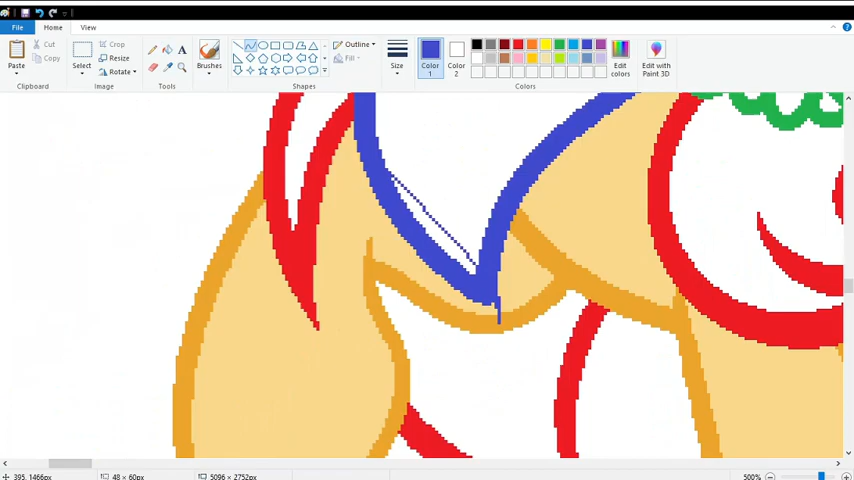 File Home View
Paste
Cut
Copy
Clipboard
Select
Crop
Resize
Rotate
Image
Tools
Brushes
Shapes
Outline
Fill
Size
Color
1
Color
2
Edit
colors
Edit with
Paint 3D
Colors
395, 1466px
48 × 60px
5096 × 2752px
500%